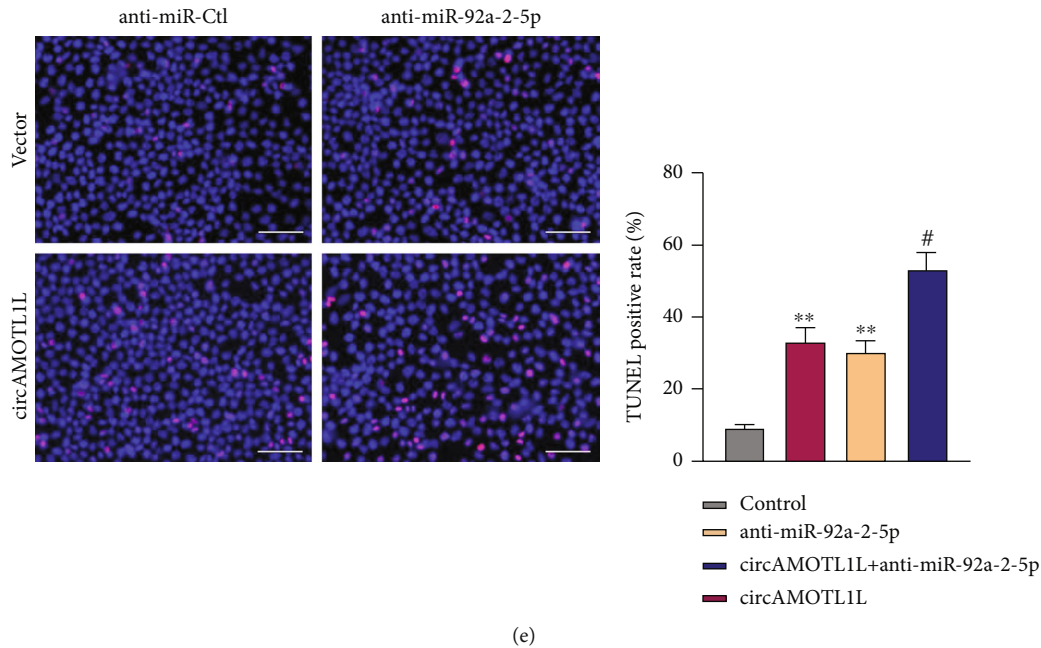 anti-miR-Ctl
anti-miR-92a-2-5p
Vector
circAMOTL1L
TUNEL positive rate (%)
80
60
40
20
0
**
**
#
Control
anti-miR-92a-2-5p
circAMOTL1L+anti-miR-92a-2-5p
circAMOTL1L
(e)